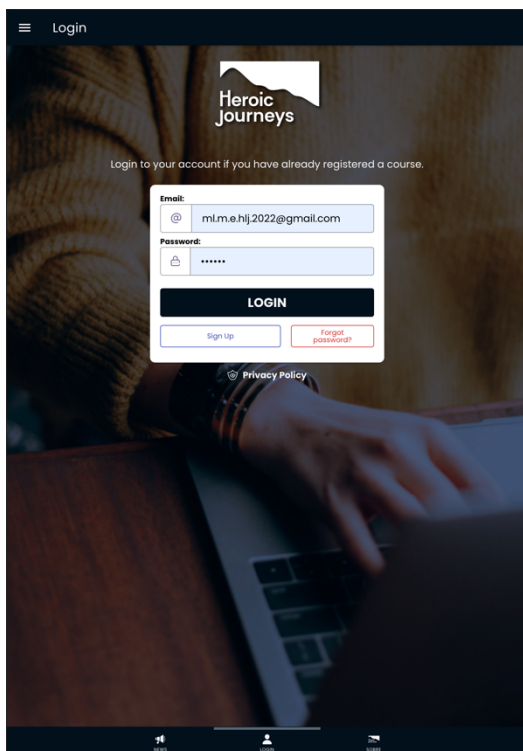 Login
Heroic
Journeys
Login to your account if you have already registered a course.
Email:
@ ml.m.e.hlj.2022@gmail.com
Password:
••••••
LOGIN
Sign Up
Forgot
password?
Privacy Policy
NEWS
LOGIN
SOBRE